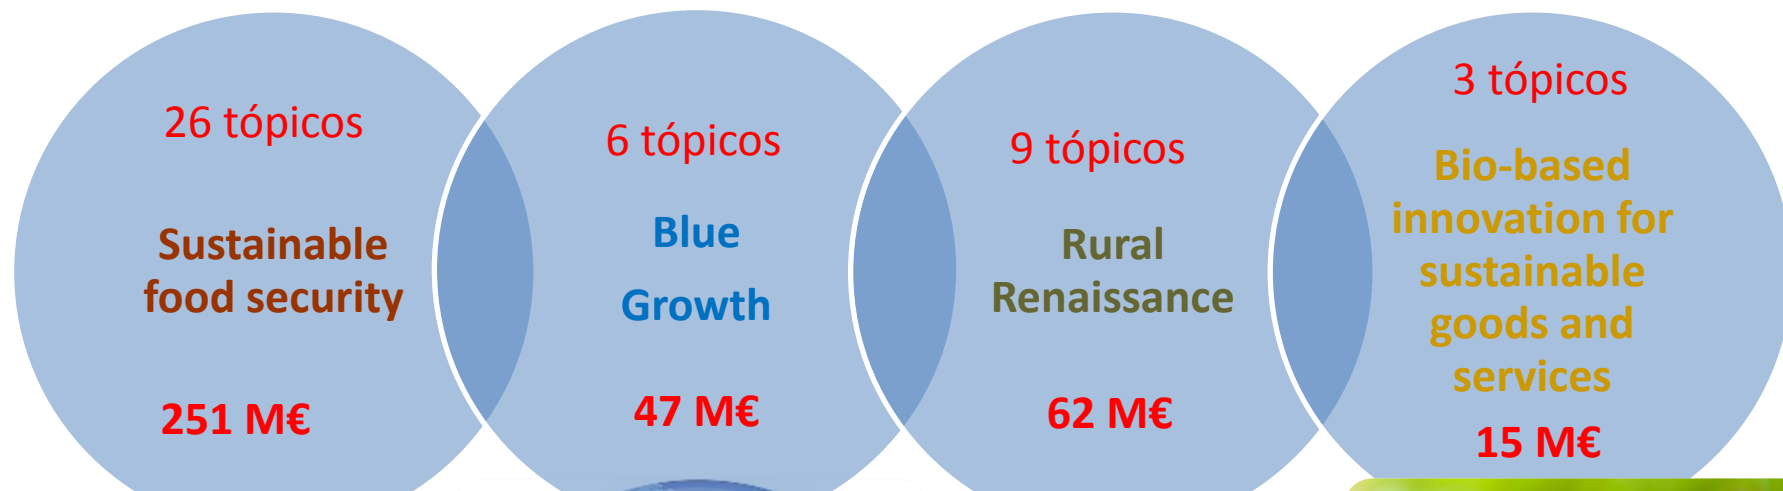 26 tópicos
Sustainable
food security
251 M€
6 tópicos
Blue
Growth
47 M€
9 tópicos
Rural
Renaissance
62 M€
3 tópicos
Bio-based
innovation for
sustainable
goods and
services
15 M€